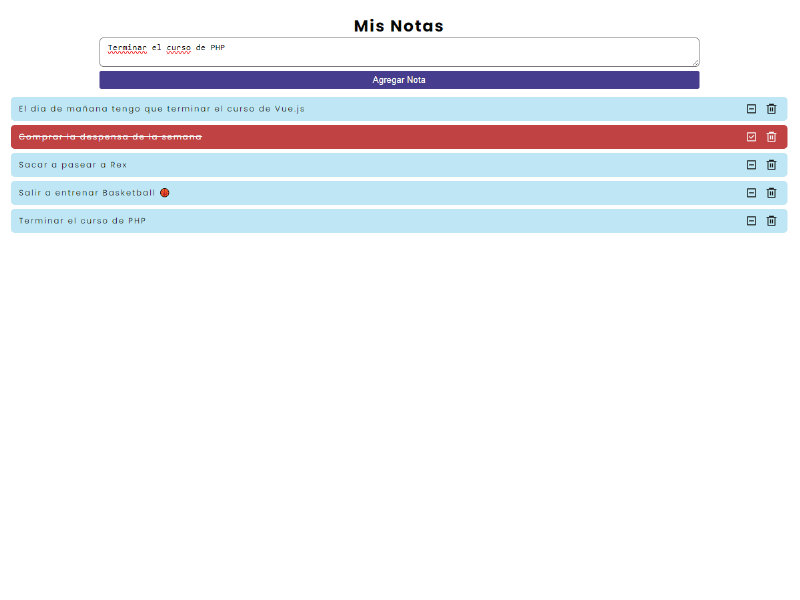 Mis Notas
Terminar el curso de PHP
Agregar Nota
El dia de mañana tengo que terminar el curso de Vue.js
Comprar la despensa de la semana
Sacar a pasear a Rex
Salir a entrenar Basketball 🏀
Terminar el curso de PHP